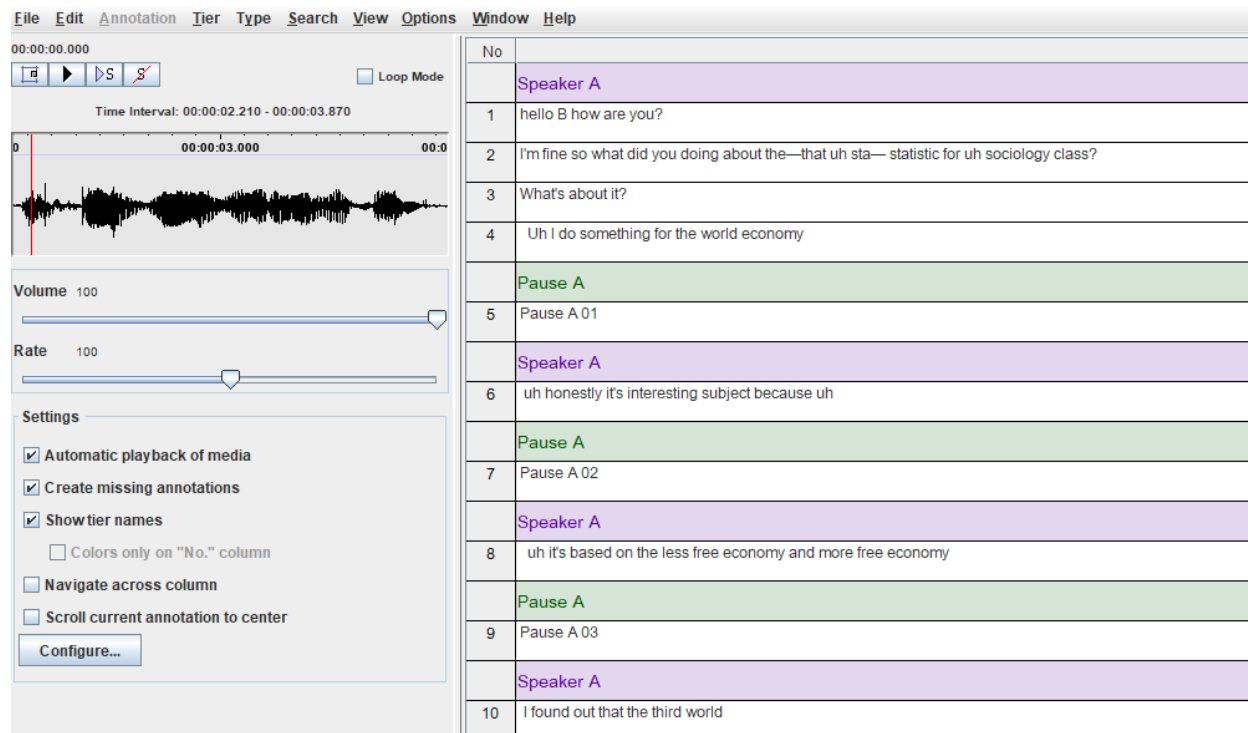 File Edit Annotation Tier Type Search View Options Window Help
00:00:00.000
S S
Loop Mode
Time Interval: 00:00:02.210 - 00:00:03.870
0 00:00:03.000 00:0
Volume 100
Rate 100
Settings
Automatic playback of media
Create missing annotations
Show tier names
Colors only on "No." column
Navigate across column
Scroll current annotation to center
Configure...
No
Speaker A
1 hello B how are you?
2 I'm fine so what did you doing about the—that uh sta— statistic for uh sociology class?
3 What's about it?
4 Uh I do something for the world economy
Pause A
5 Pause A 01
Speaker A
6 uh honestly it's interesting subject because uh
Pause A
7 Pause A 02
Speaker A
8 uh it's based on the less free economy and more free economy
Pause A
9 Pause A 03
Speaker A
10 I found out that the third world